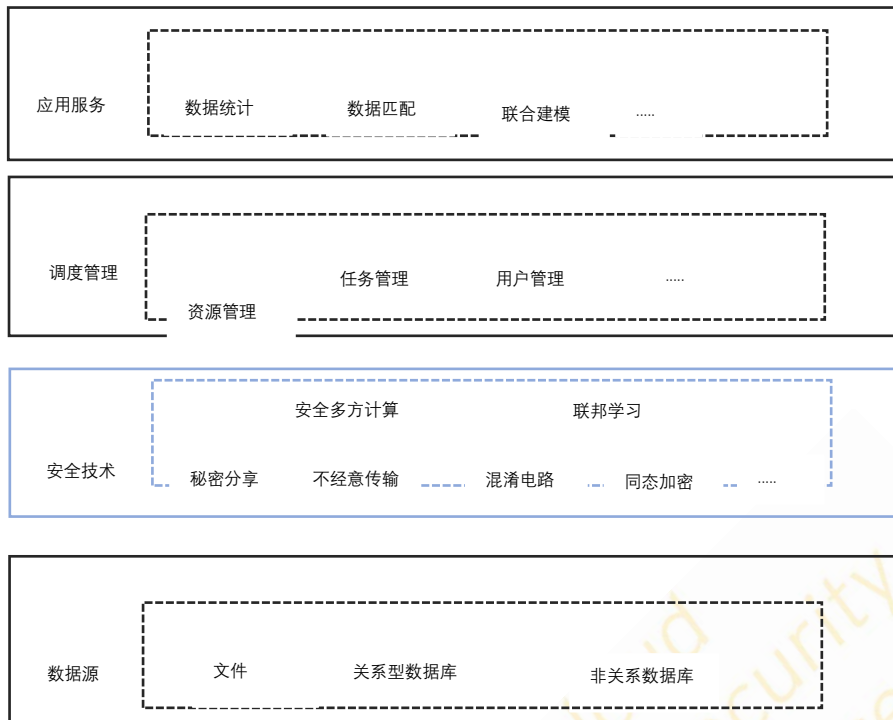 应用服务 数据统计 数据匹配 联合建模 .....
调度管理 任务管理 用户管理 .....
资源管理
安全多方计算 联邦学习
安全技术 秘密分享 不经意传输 混淆电路 同态加密 .....
数据源 文件 关系型数据库 非关系数据库